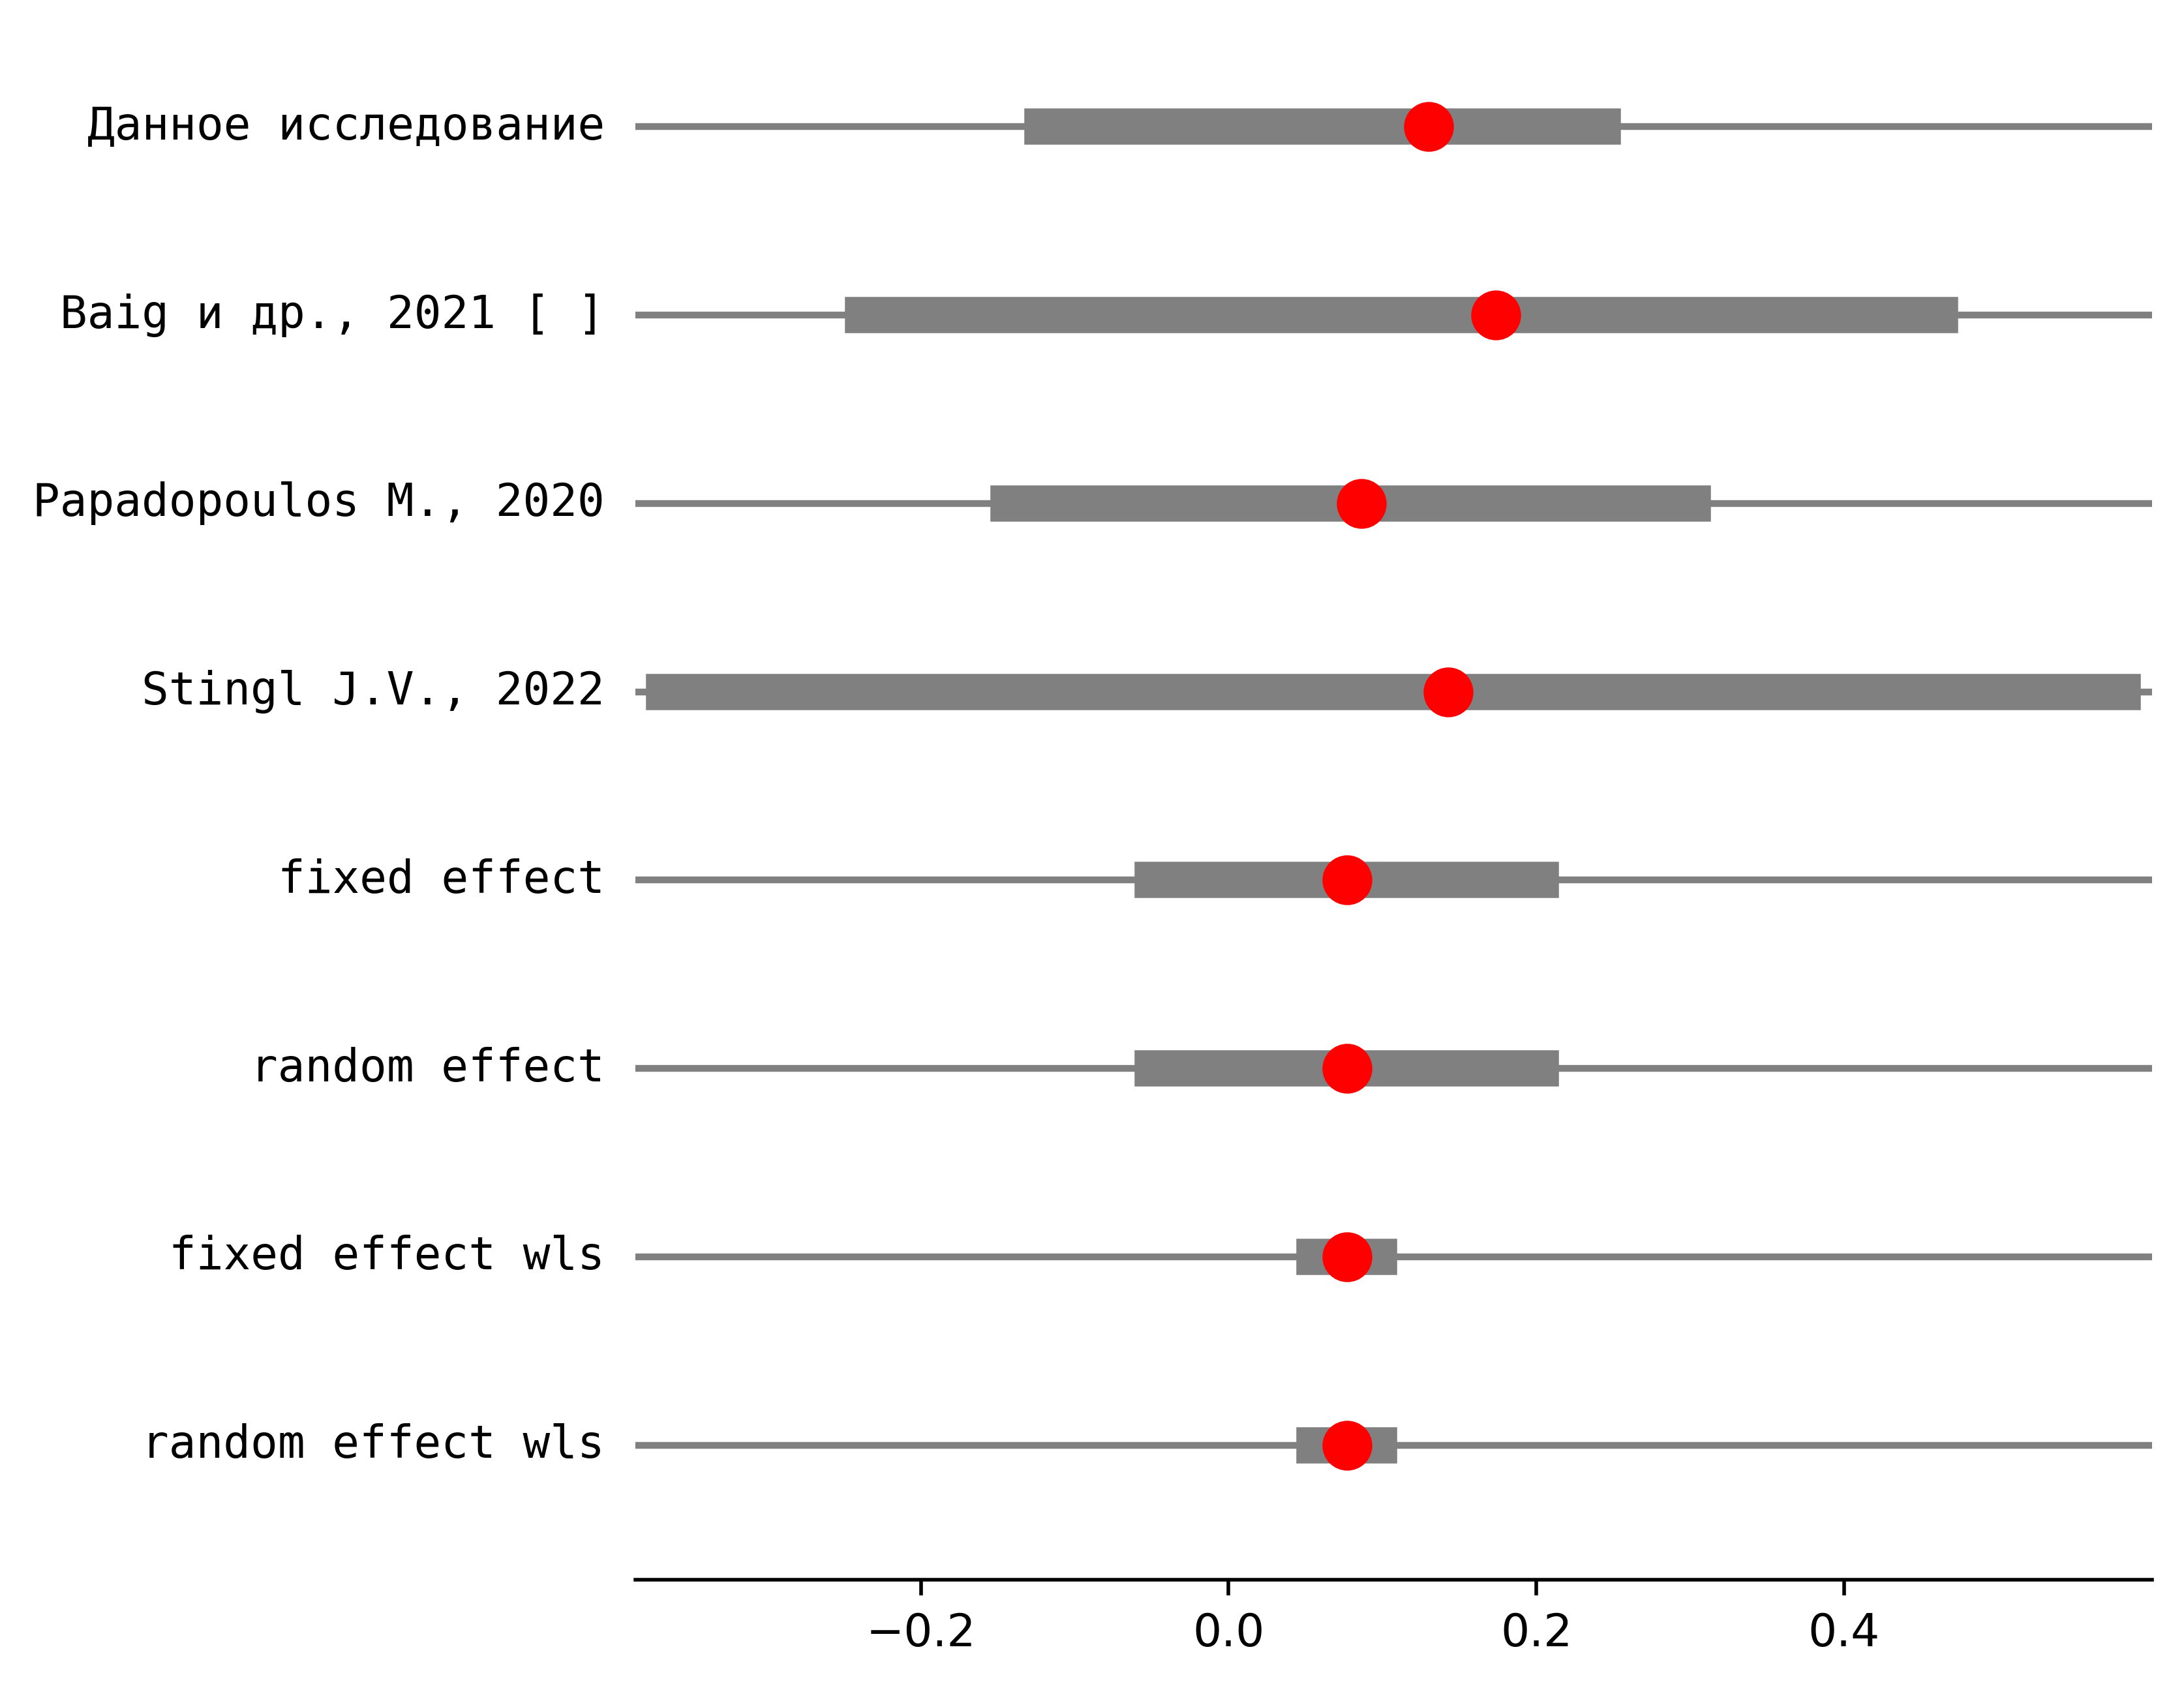 Данное исследование
Baig и др., 2021 [ ]
Papadopoulos M., 2020
Stingl J.V., 2022
fixed effect
random effect
fixed effect wls
random effect wls
−0.2 0.0 0.2 0.4